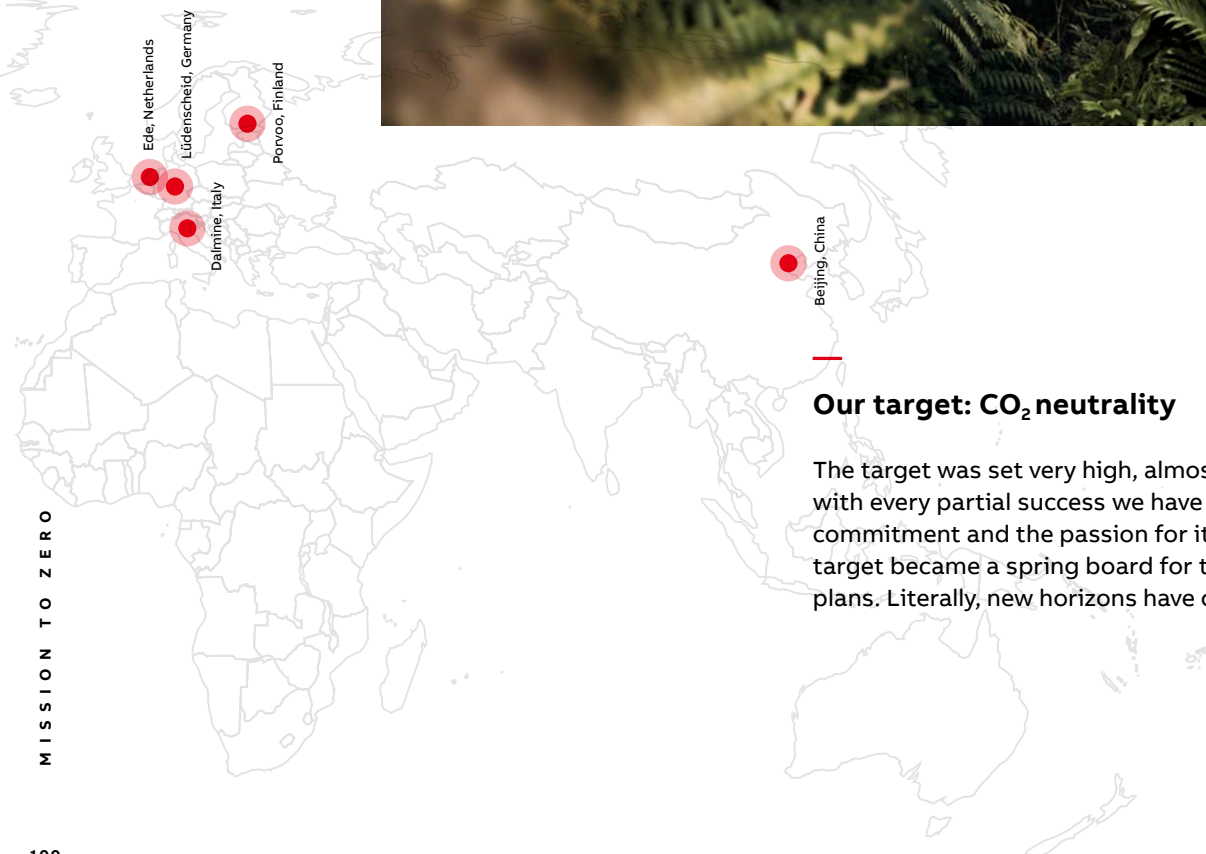 Ede, Netherlands
Lüdenscheid, Germany
Porvoo, Finland
Dalmine, Italy
Beijing, China
Our target: CO₂ neutrality
The target was set very high,
with every partial success we have
commitment and the passion for
target became a spring board for
plans. Literally, new horizons have
MISSION TO ZERO